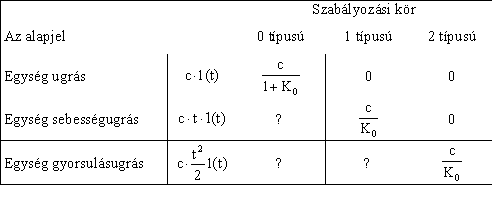 Szabályozási kör
Az alapjel 0 típusú 1 típusú 2 típusú
Egység ugrás c·1(t) c/(1+K₀) 0 0
Egység sebességugrás c·t·1(t) ? c/K₀ 0
Egység gyorsulásugrás c·t²/2 1(t) ? ? c/K₀